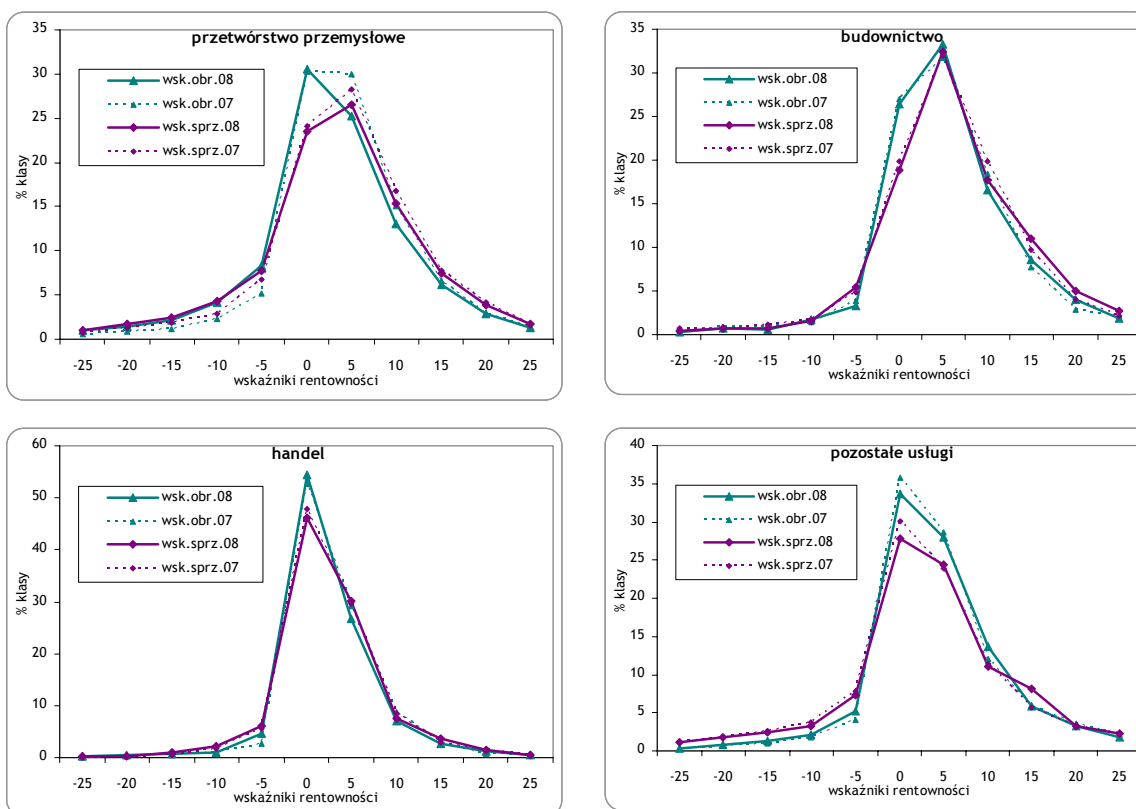 przetwórstwo przemysłowe
35
30
25
20
15
10
5
0
% klasy
wsk.obr.08
wsk.obr.07
wsk.sprz.08
wsk.sprz.07
-25 -20 -15 -10 -5 0 5 10 15 20 25
wskaźniki rentowności
budownictwo
35
30
25
20
15
10
5
0
% klasy
wsk.obr.08
wsk.obr.07
wsk.sprz.08
wsk.sprz.07
-25 -20 -15 -10 -5 0 5 10 15 20 25
wskaźniki rentowności
handel
60
50
40
30
20
10
0
% klasy
wsk.obr.08
wsk.obr.07
wsk.sprz.08
wsk.sprz.07
-25 -20 -15 -10 -5 0 5 10 15 20 25
wskaźniki rentowności
pozostałe usługi
40
35
30
25
20
15
10
5
0
% klasy
wsk.obr.08
wsk.obr.07
wsk.sprz.08
wsk.sprz.07
-25 -20 -15 -10 -5 0 5 10 15 20 25
wskaźniki rentowności